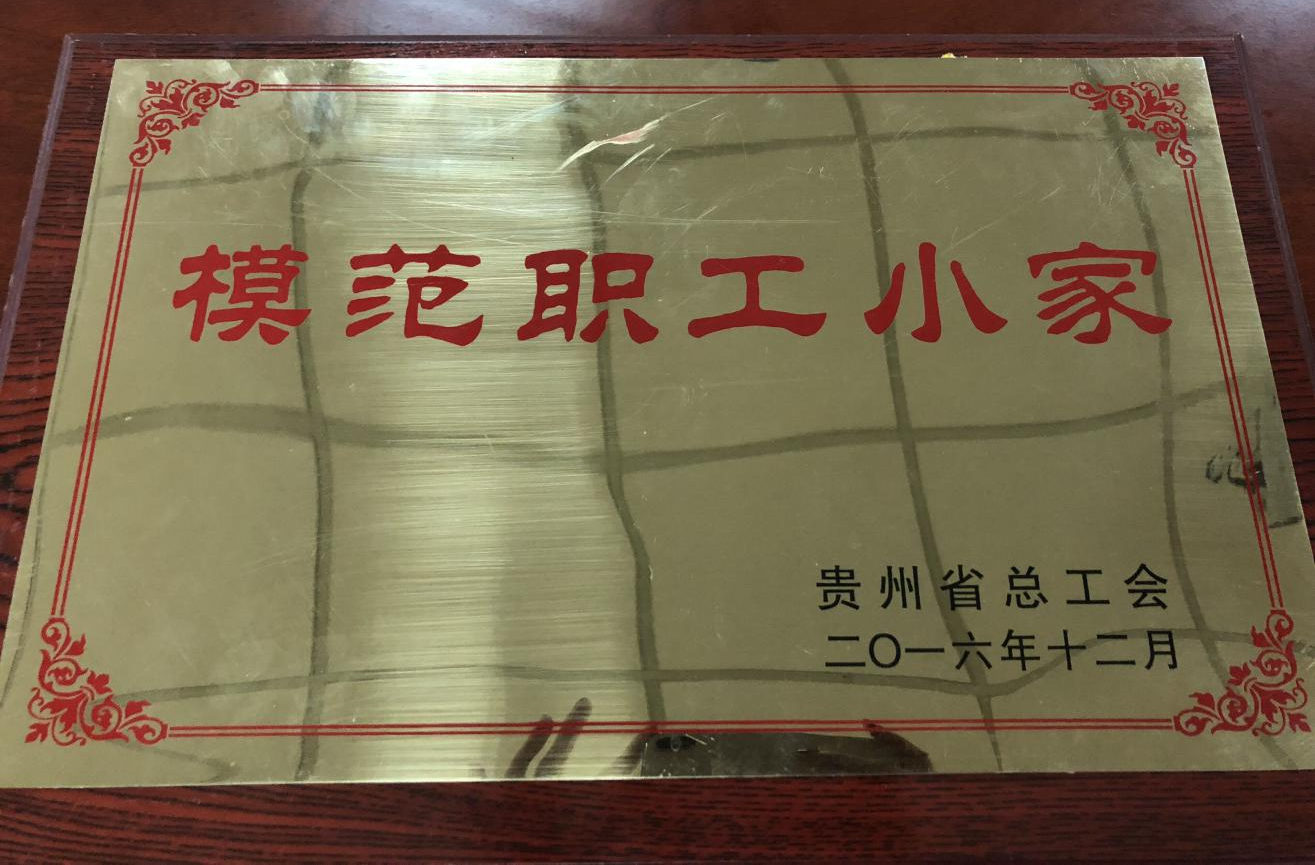 模范职工小家
贵州省总工会
二〇一六年十二月